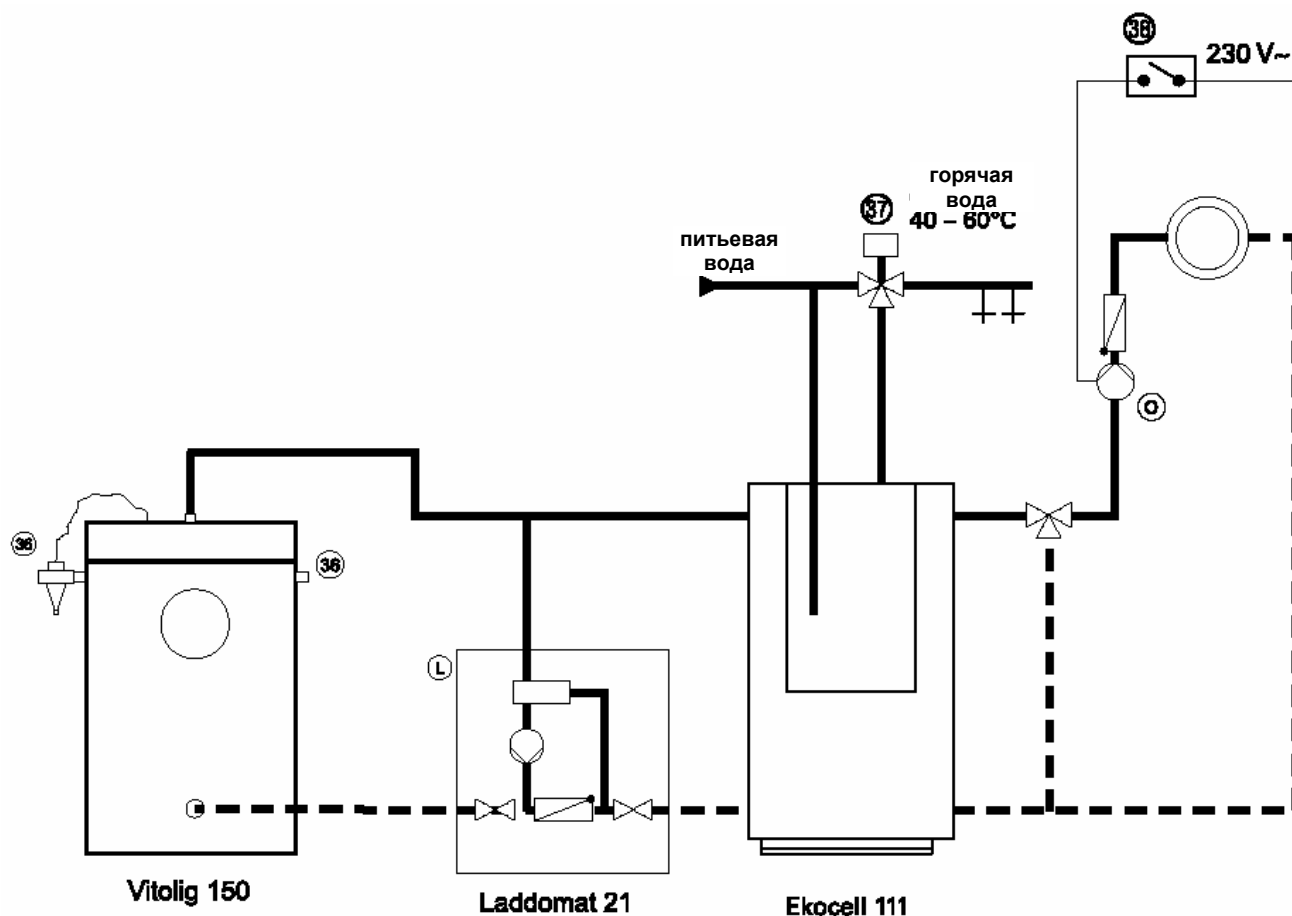 38
230 V~
горячая
вода
37
40 – 60°C
питьевая
вода
O
36
36
L
Vitolig 150
Laddomat 21
Ekocell 111